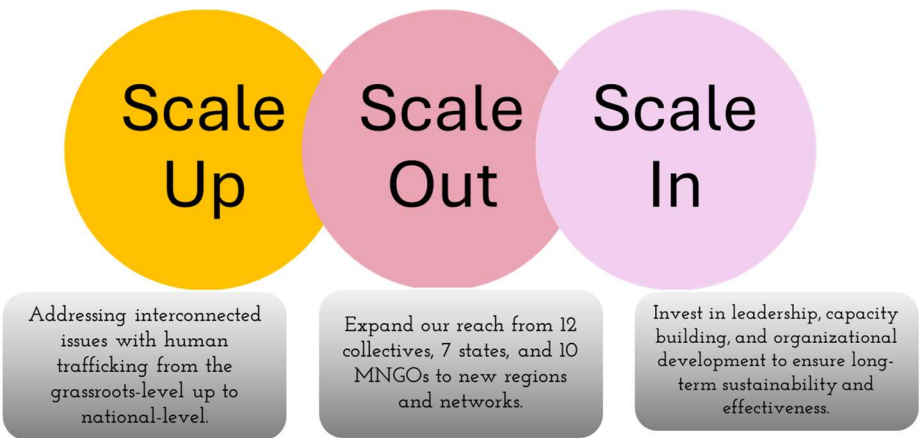 Scale
Up
Scale
Out
Scale
In
Addressing interconnected
issues with human
trafficking from the
grassroots-level up to
national-level.
Expand our reach from 12
collectives, 7 states, and 10
MNGOs to new regions
and networks.
Invest in leadership, capacity
building, and organizational
development to ensure long-
term sustainability and
effectiveness.